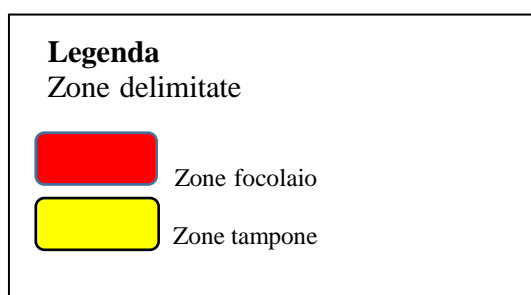 Legenda
Zone delimitate
Zone focolaio
Zone tampone